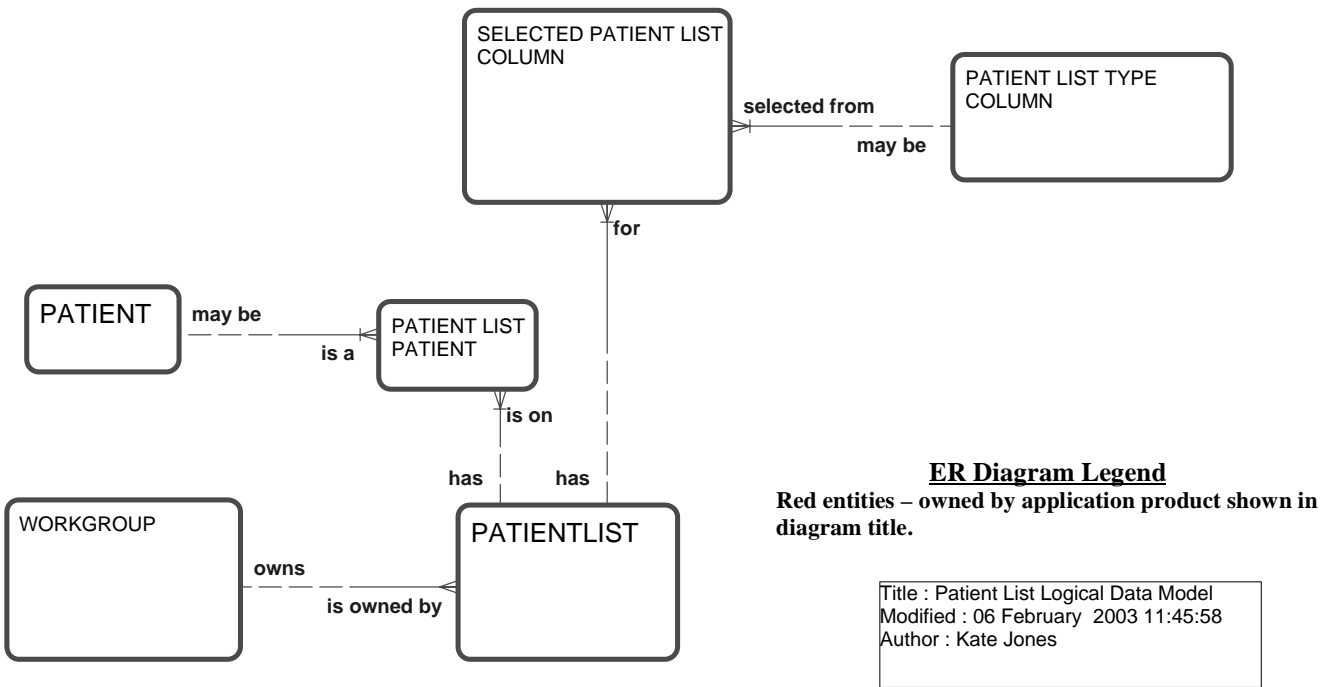 SELECTED PATIENT LIST
COLUMN
PATIENT LIST TYPE
COLUMN
selected from
may be
for
PATIENT
may be
is a
PATIENT LIST
PATIENT
is on
has
has
WORKGROUP
owns
is owned by
PATIENTLIST
ER Diagram Legend
Red entities – owned by application product shown in
diagram title.
Title : Patient List Logical Data Model
Modified : 06 February 2003 11:45:58
Author : Kate Jones